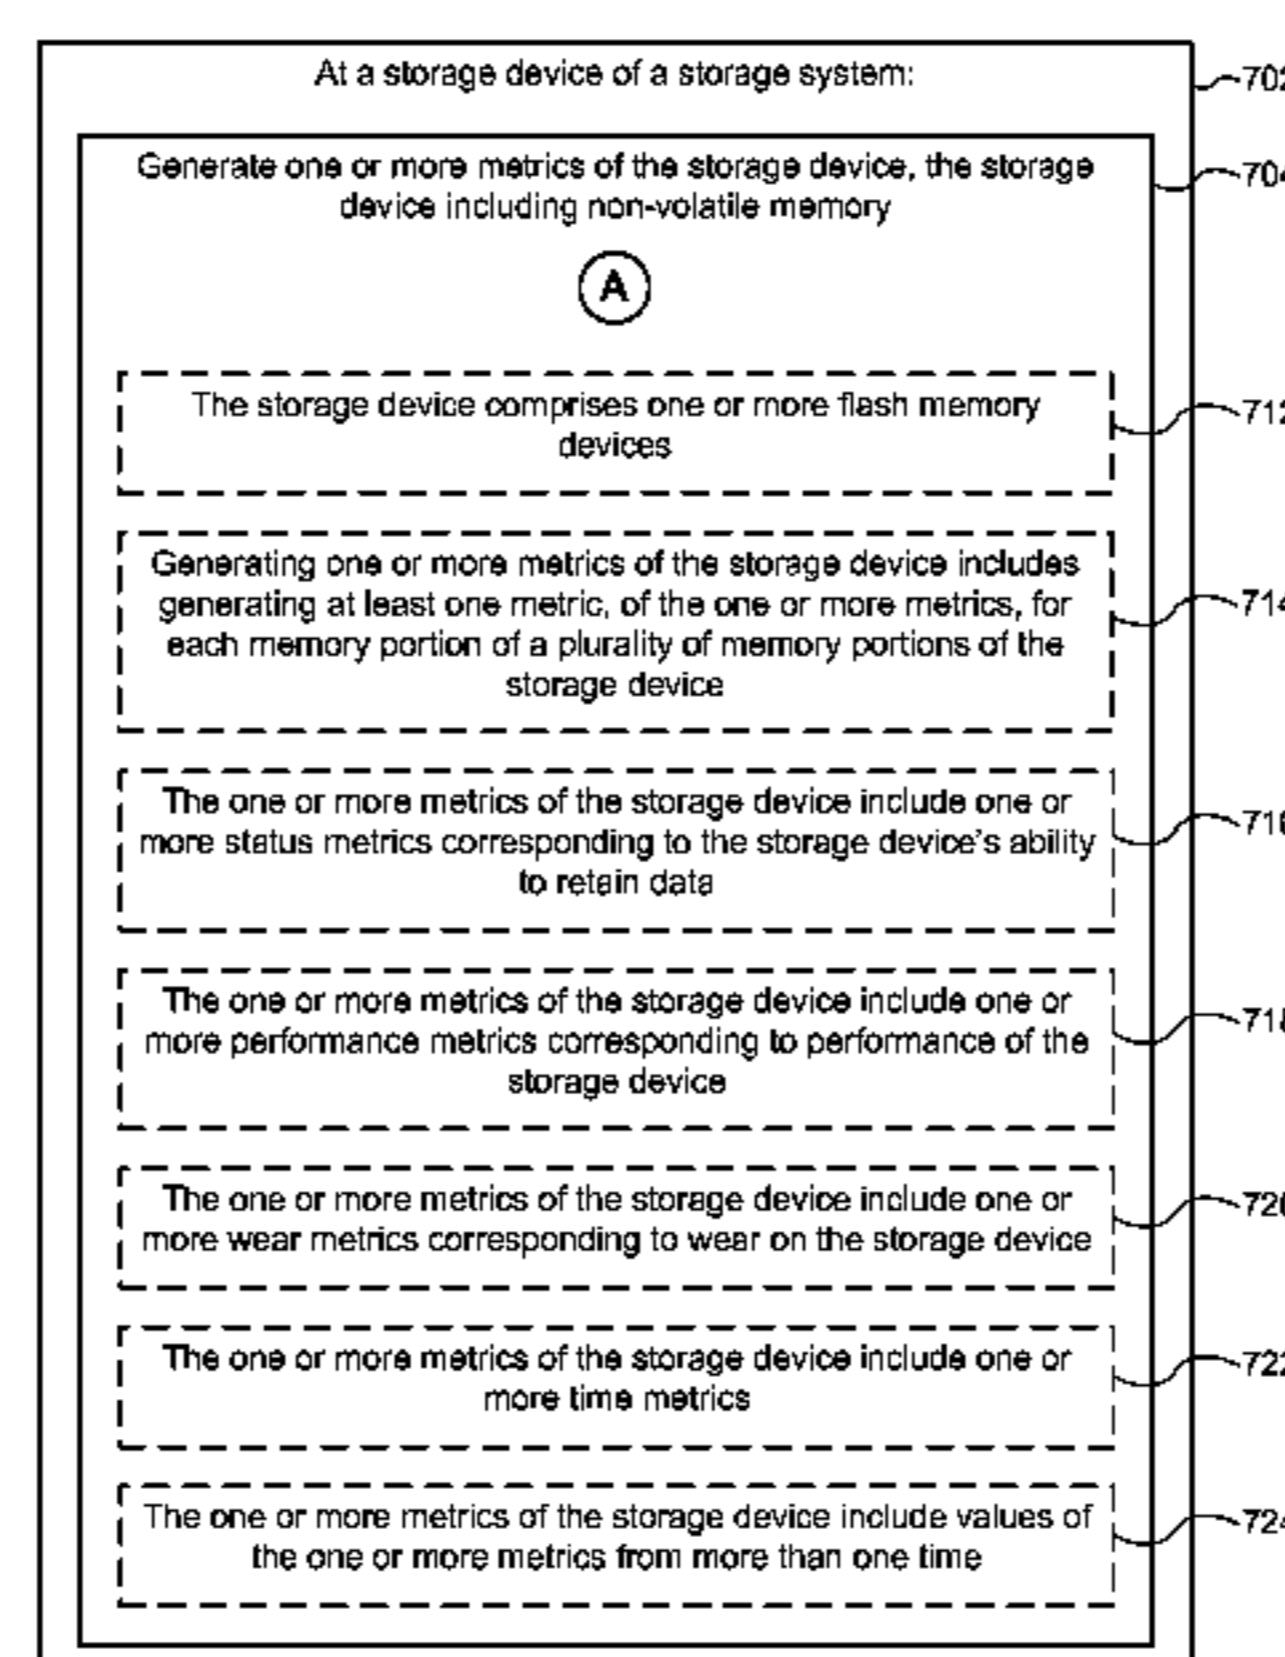 At a storage device of a storage system:
702
Generate one or more metrics of the storage device, the storage
device including non-volatile memory
704
A
The storage device comprises one or more flash memory
devices
712
Generating one or more metrics of the storage device includes
generating at least one metric, of the one or more metrics, for
each memory portion of a plurality of memory portions of the
storage device
714
The one or more metrics of the storage device include one or
more status metrics corresponding to the storage device's ability
to retain data
716
The one or more metrics of the storage device include one or
more performance metrics corresponding to performance of the
storage device
718
The one or more metrics of the storage device include one or
more wear metrics corresponding to wear on the storage device
720
The one or more metrics of the storage device include one or
more time metrics
722
The one or more metrics of the storage device include values of
the one or more metrics from more than one time
724